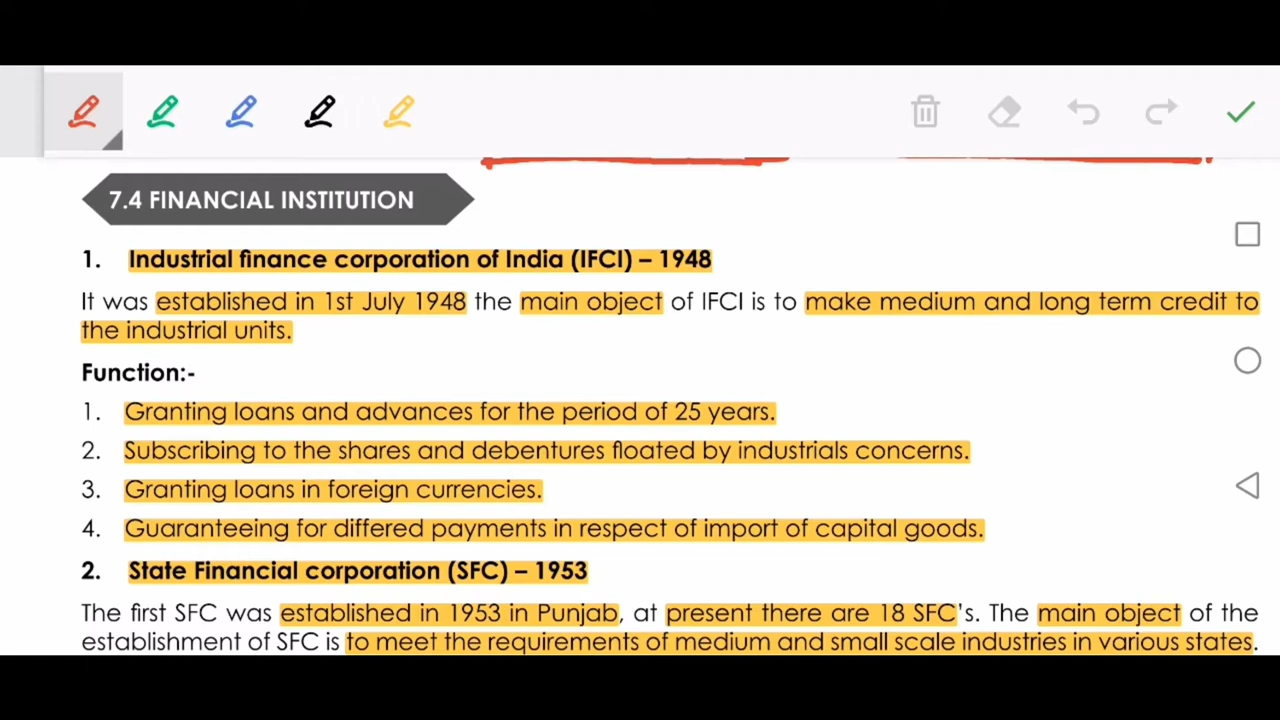 7.4 FINANCIAL INSTITUTION
1. Industrial finance corporation of India (IFCI) – 1948
It was established in 1st July 1948 the main object of IFCI is to make medium and long term credit to
the industrial units.
Function:-
1. Granting loans and advances for the period of 25 years.
2. Subscribing to the shares and debentures floated by industrials concerns.
3. Granting loans in foreign currencies.
4. Guaranteeing for differed payments in respect of import of capital goods.
2. State Financial corporation (SFC) – 1953
The first SFC was established in 1953 in Punjab, at present there are 18 SFC's. The main object of the
establishment of SFC is to meet the requirements of medium and small scale industries in various states.